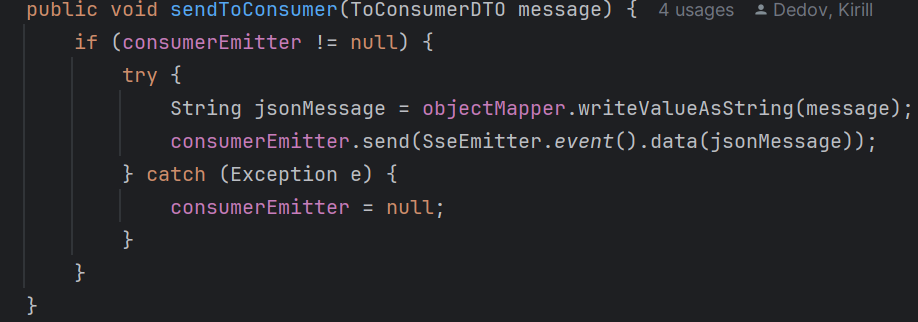 public void sendToConsumer(ToConsumerDTO message) { 4 usages Dedov, Kirill
if (consumerEmitter != null) {
try {
String jsonMessage = objectMapper.writeValueAsString(message);
consumerEmitter.send(SseEmitter.event().data(jsonMessage));
} catch (Exception e) {
consumerEmitter = null;
}
}
}